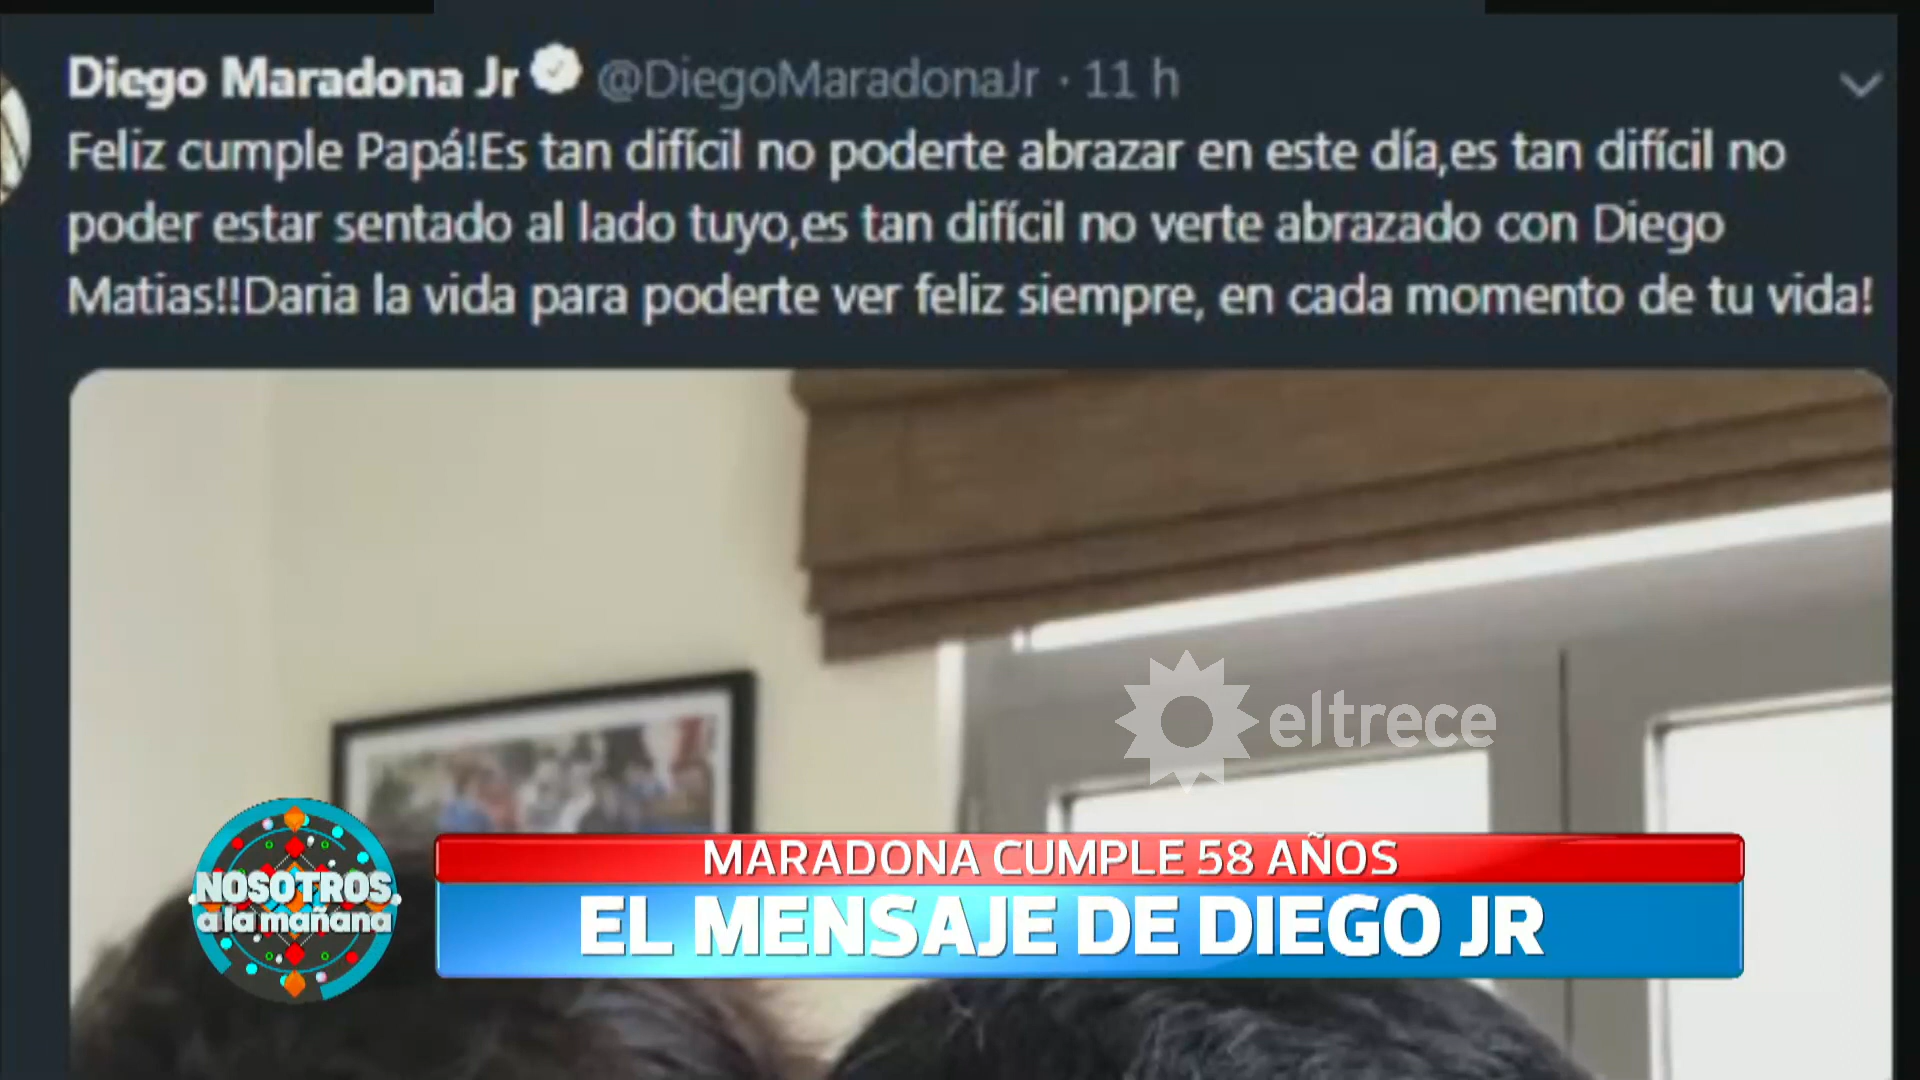 Diego Maradona Jr @DiegoMaradonaJr · 11 h
Feliz cumple Papá!Es tan difícil no poderte abrazar en este día,es tan difícil no
poder estar sentado al lado tuyo,es tan difícil no verte abrazado con Diego
Matias!!Daria la vida para poderte ver feliz siempre, en cada momento de tu vida!
eltrece
MARADONA CUMPLE 58 AÑOS
EL MENSAJE DE DIEGO JR
NOSOTROS
a la mañana